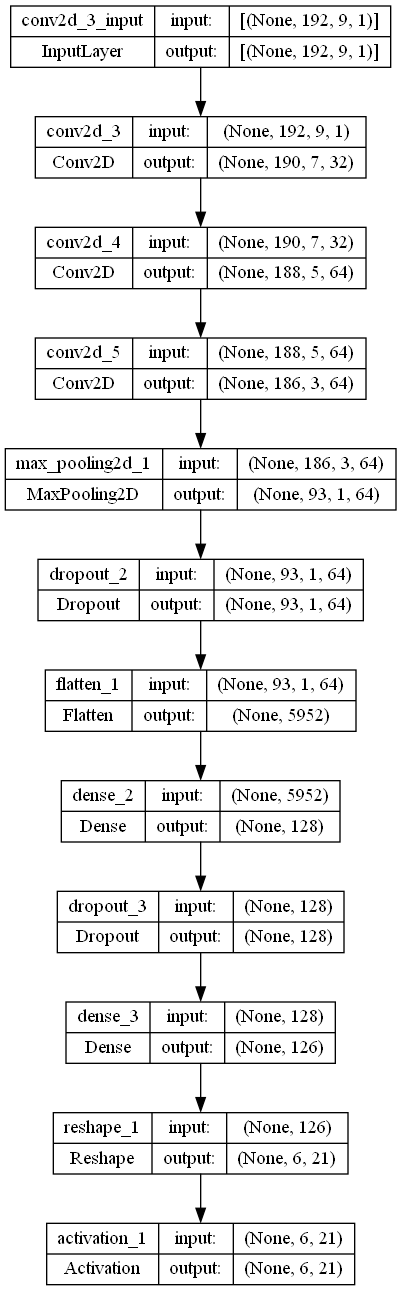 conv2d_3_input input: [(None, 192, 9, 1)]
InputLayer output: [(None, 192, 9, 1)]
conv2d_3 input: (None, 192, 9, 1)
Conv2D output: (None, 190, 7, 32)
conv2d_4 input: (None, 190, 7, 32)
Conv2D output: (None, 188, 5, 64)
conv2d_5 input: (None, 188, 5, 64)
Conv2D output: (None, 186, 3, 64)
max_pooling2d_1 input: (None, 186, 3, 64)
MaxPooling2D output: (None, 93, 1, 64)
dropout_2 input: (None, 93, 1, 64)
Dropout output: (None, 93, 1, 64)
flatten_1 input: (None, 93, 1, 64)
Flatten output: (None, 5952)
dense_2 input: (None, 5952)
Dense output: (None, 128)
dropout_3 input: (None, 128)
Dropout output: (None, 128)
dense_3 input: (None, 128)
Dense output: (None, 126)
reshape_1 input: (None, 126)
Reshape output: (None, 6, 21)
activation_1 input: (None, 6, 21)
Activation output: (None, 6, 21)